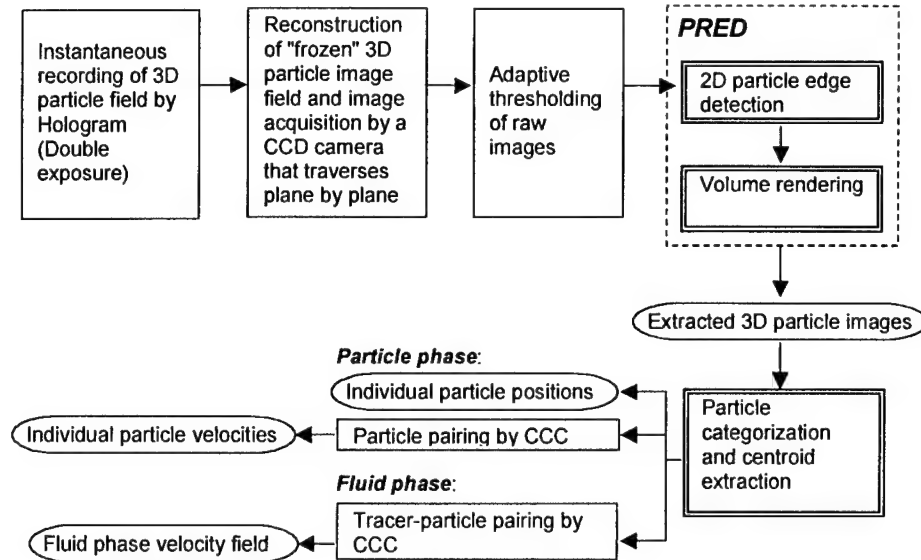 Instantaneous
recording of 3D
particle field by
Hologram
(Double
exposure)
Reconstruction
of "frozen" 3D
particle image
field and image
acquisition by a
CCD camera
that traverses
plane by plane
Adaptive
thresholding
of raw
images
PRED
2D particle edge
detection
Volume rendering
Extracted 3D particle images
Particle
categorization
and centroid
extraction
Particle phase:
Individual particle positions
Particle pairing by CCC
Individual particle velocities
Fluid phase:
Tracer-particle pairing by
CCC
Fluid phase velocity field